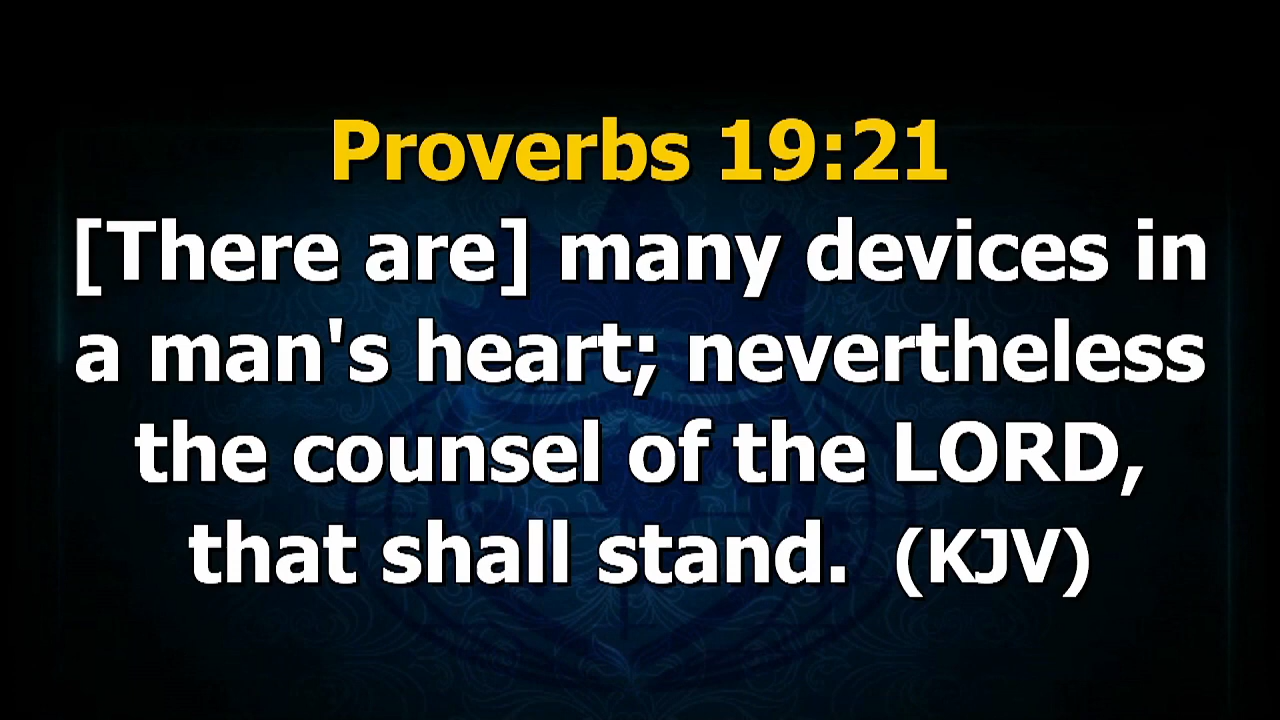 Proverbs 19:21
[There are] many devices in
a man's heart; nevertheless
the counsel of the LORD,
that shall stand.  (KJV)